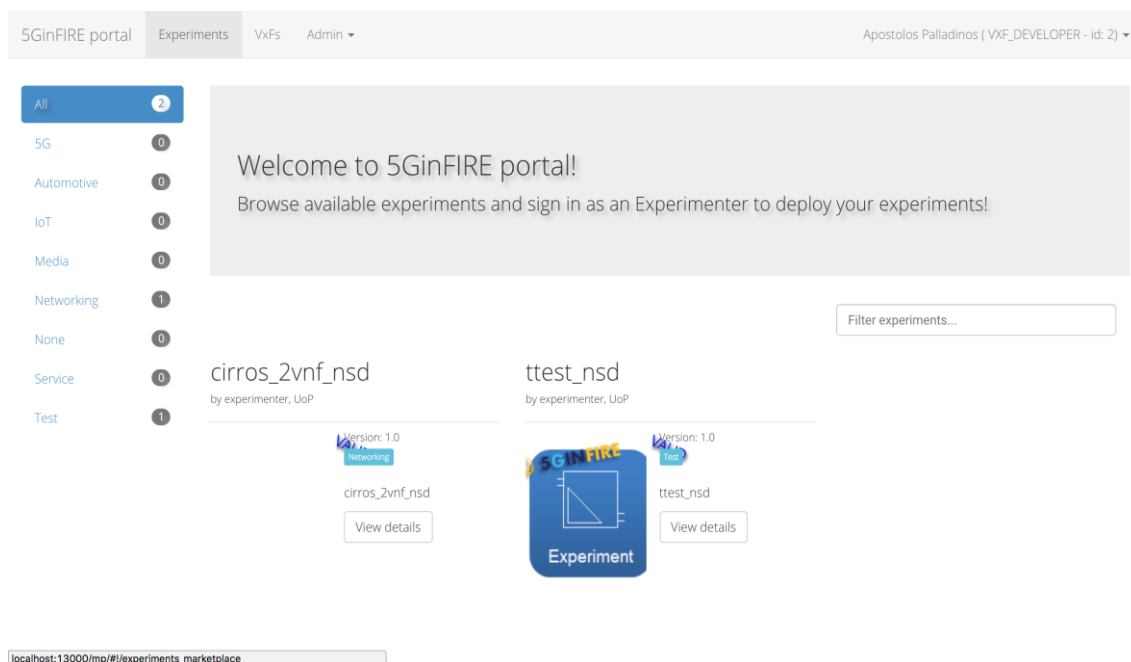 5GinFIRE portal Experiments VxFs Admin Apostolos Palladinos ( VXF_DEVELOPER - id: 2)
All 2
5G 0
Automotive 0
IoT 0
Media 0
Networking 1
None 0
Service 0
Test 1
Welcome to 5GinFIRE portal!
Browse available experiments and sign in as an Experimenter to deploy your experiments!
Filter experiments...
cirros_2vnf_nsd
by experimenter, UoP
Version: 1.0
Networking
cirros_2vnf_nsd
View details
ttest_nsd
by experimenter, UoP
5GINFIRE
Experiment
Version: 1.0
Test
ttest_nsd
View details
localhost:13000/mp/#!/experiments_marketplace